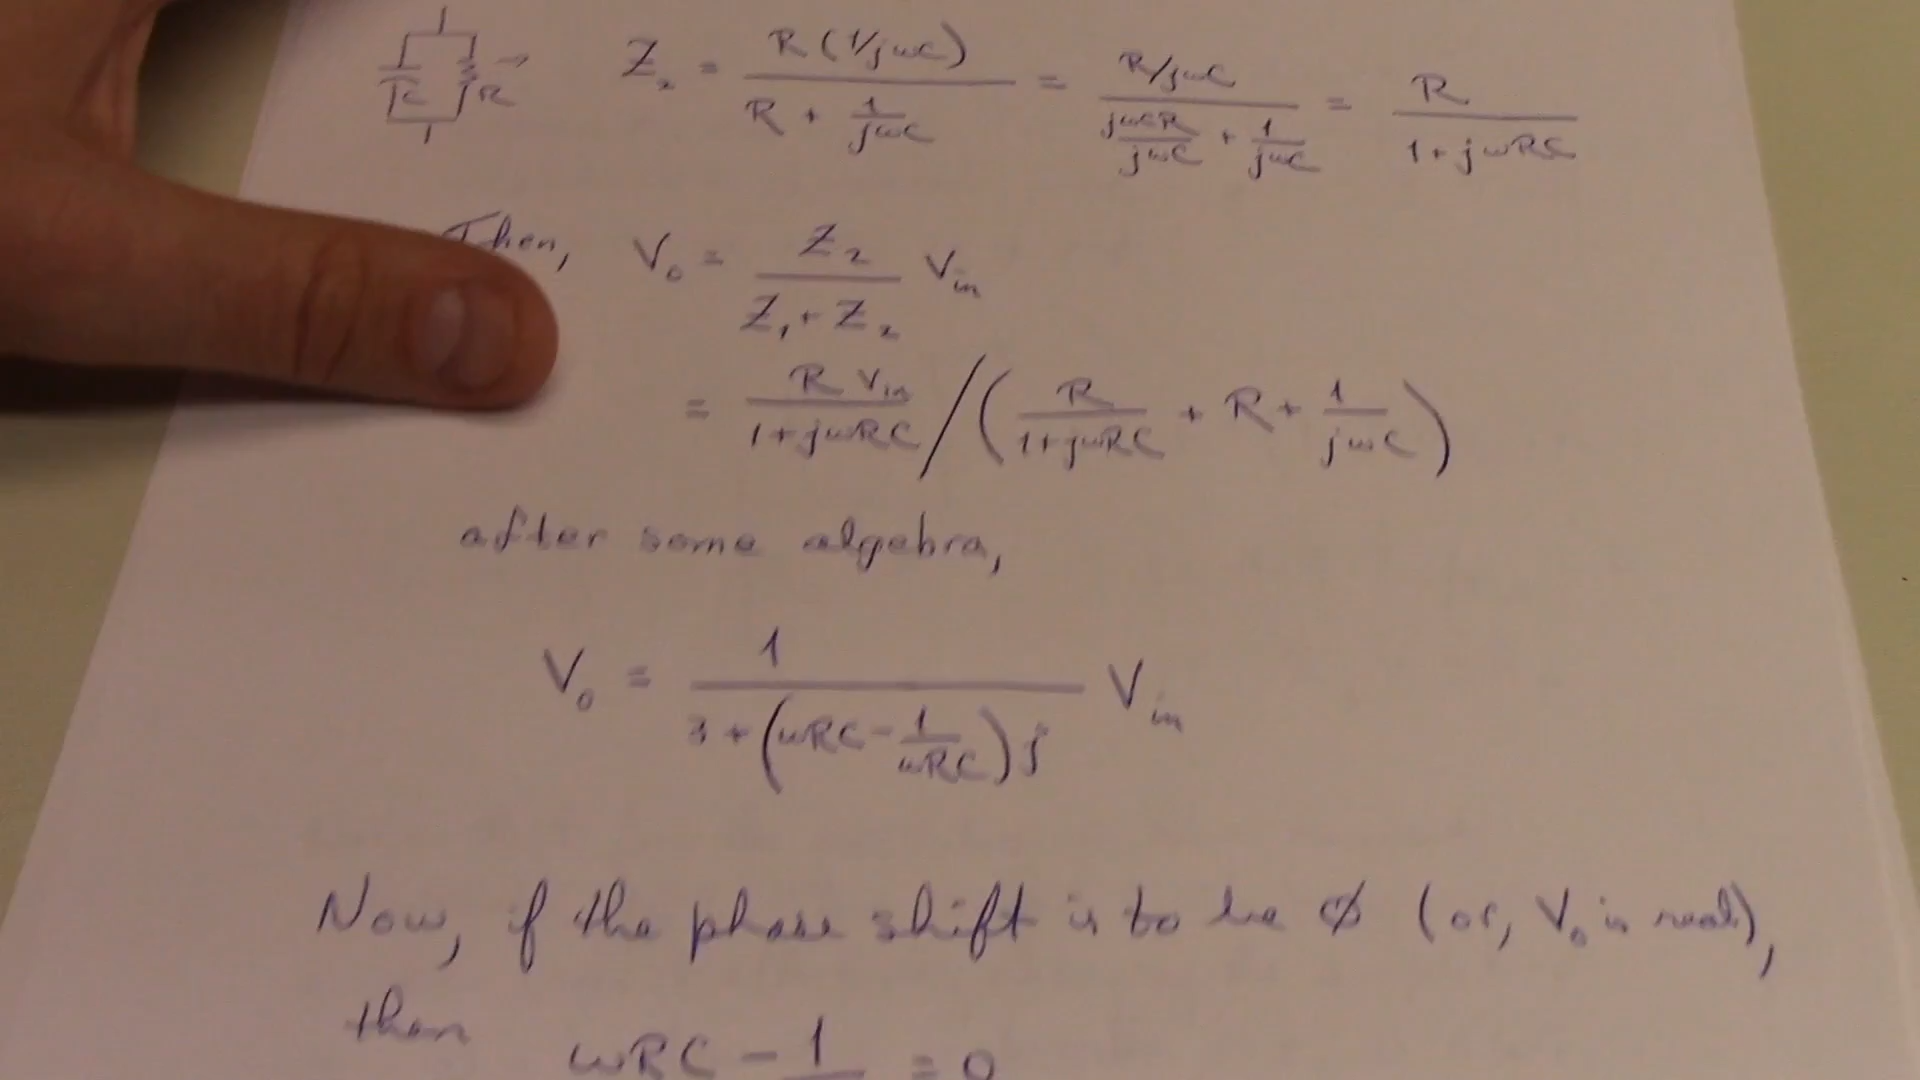 C R → Z₂ = R(1/jωC) / (R + 1/jωC) = (R/jωC) / (jωCR/jωC + 1/jωC) = R / (1 + jωRC)
Then, V₀ = Z₂ / (Z₁ + Z₂) Vin
= R Vin / (1+jωRC) / ( R / (1+jωRC) + R + 1/jωC )
after some algebra,
V₀ = 1 / (3 + (ωRC - 1/ωRC)j) Vin
Now, if the phase shift is to be Ø (or, V₀ is real),
then ωRC - 1 = 0